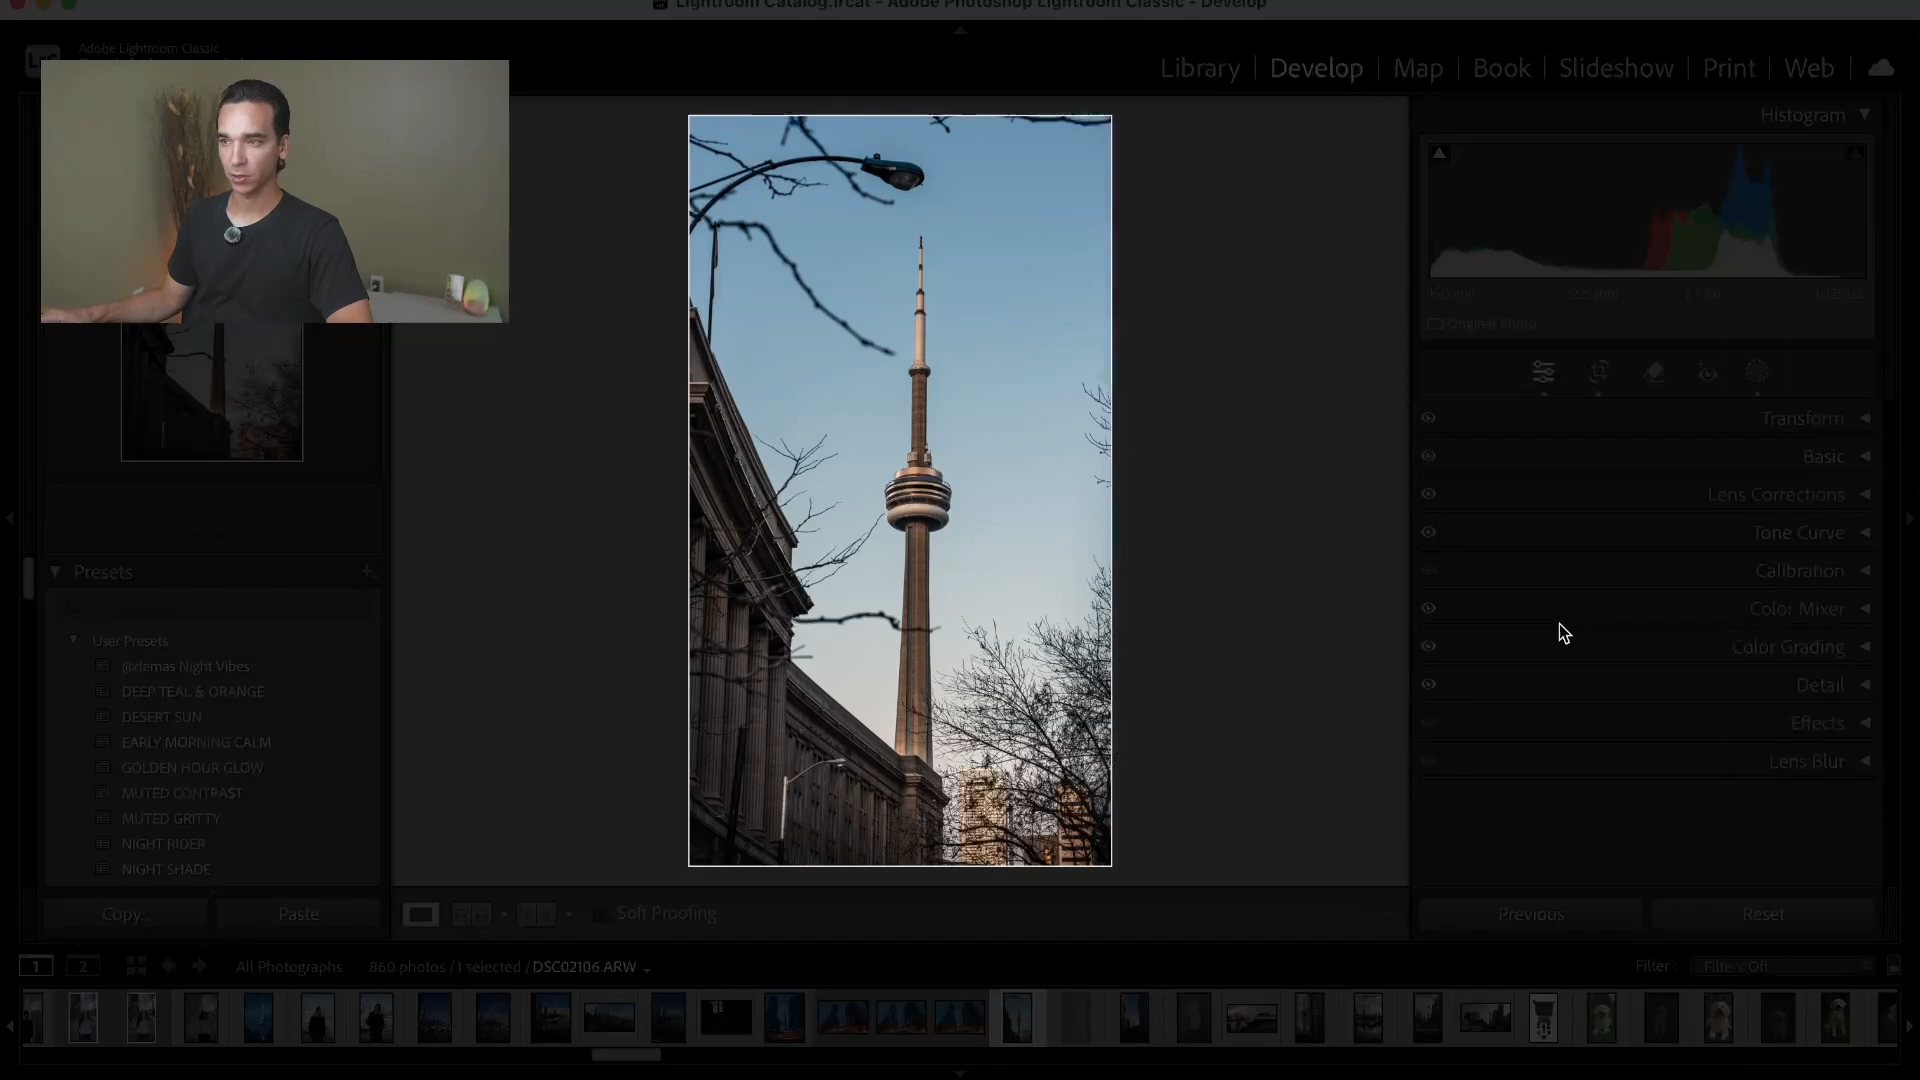 Lightroom Catalog.lrcat - Adobe Photoshop Lightroom Classic - Develop
Adobe Lightroom Classic
Library | Develop | Map | Book | Slideshow | Print | Web
Histogram
Original Photo
Transform
Basic
Lens Corrections
Tone Curve
Calibration
Color Mixer
Color Grading
Detail
Effects
Lens Blur
Presets +
User Presets
@demas Night Vibes
DEEP TEAL & ORANGE
DESERT SUN
EARLY MORNING CALM
GOLDEN HOUR GLOW
MUTED CONTRAST
MUTED GRITTY
NIGHT RIDER
NIGHT SHADE
Copy... Paste
Soft Proofing
Previous Reset
1 2 All Photographs 860 photos / 1 selected / DSC02106.ARW
Filter : Filters Off